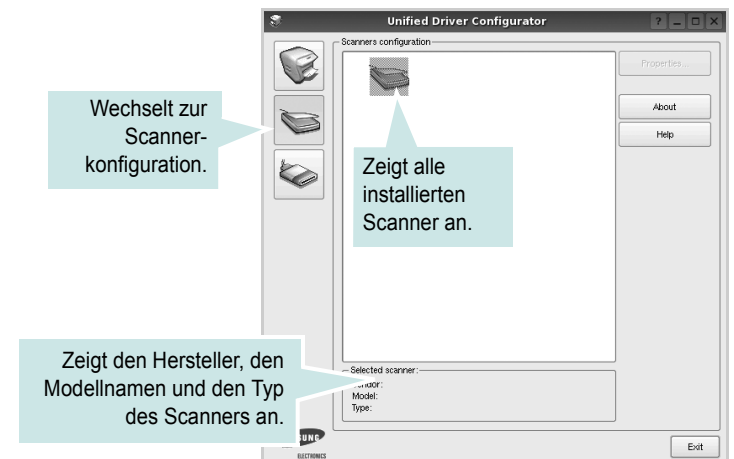 Unified Driver Configurator
Scanners configuration
Properties...
About
Help
Wechselt zur
Scanner-
konfiguration.
Zeigt alle
installierten
Scanner an.
Zeigt den Hersteller, den
Modellnamen und den Typ
des Scanners an.
Selected scanner:
Model:
Type:
ELECTRONICS
Exit